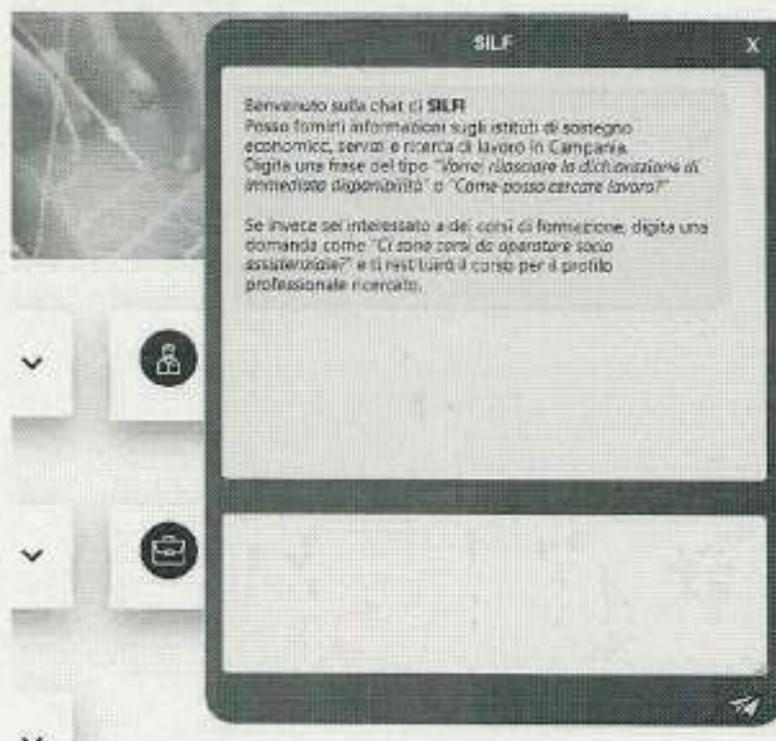 SILF X
Benvenuto sulla chat di SILFI
Posso fornirti informazioni sugli istituti di sostegno
economico, servizi e ricerca di lavoro in Campania.
Digita una frase del tipo "Vorrei rilasciare la dichiarazione di
immediata disponibilità" o "Come posso cercare lavoro?"
Se invece sei interessato a dei corsi di formazione, digita una
domanda come "Ci sono corsi da operatore socio
assistenziale?" e ti restituirò il corso per il profilo
professionale ricercato.